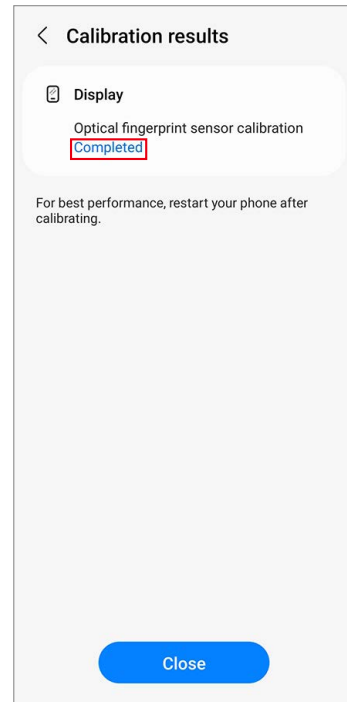 Calibration results
Display
Optical fingerprint sensor calibration
Completed
For best performance, restart your phone after
calibrating.
Close